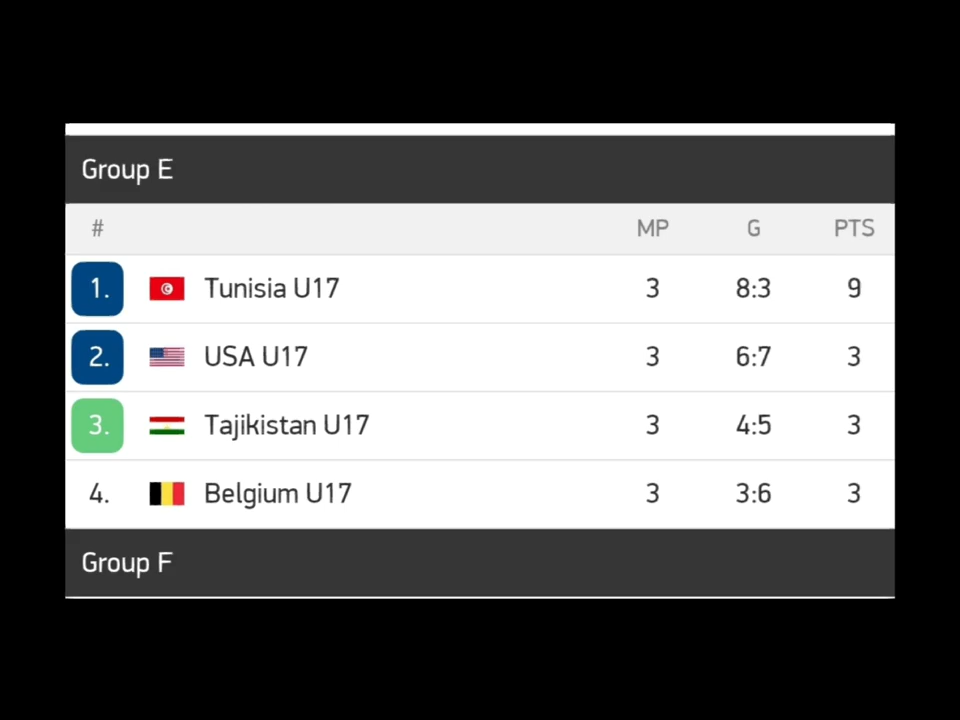 Group E
# MP G PTS
1. Tunisia U17 3 8:3 9
2. USA U17 3 6:7 3
3. Tajikistan U17 3 4:5 3
4. Belgium U17 3 3:6 3
Group F